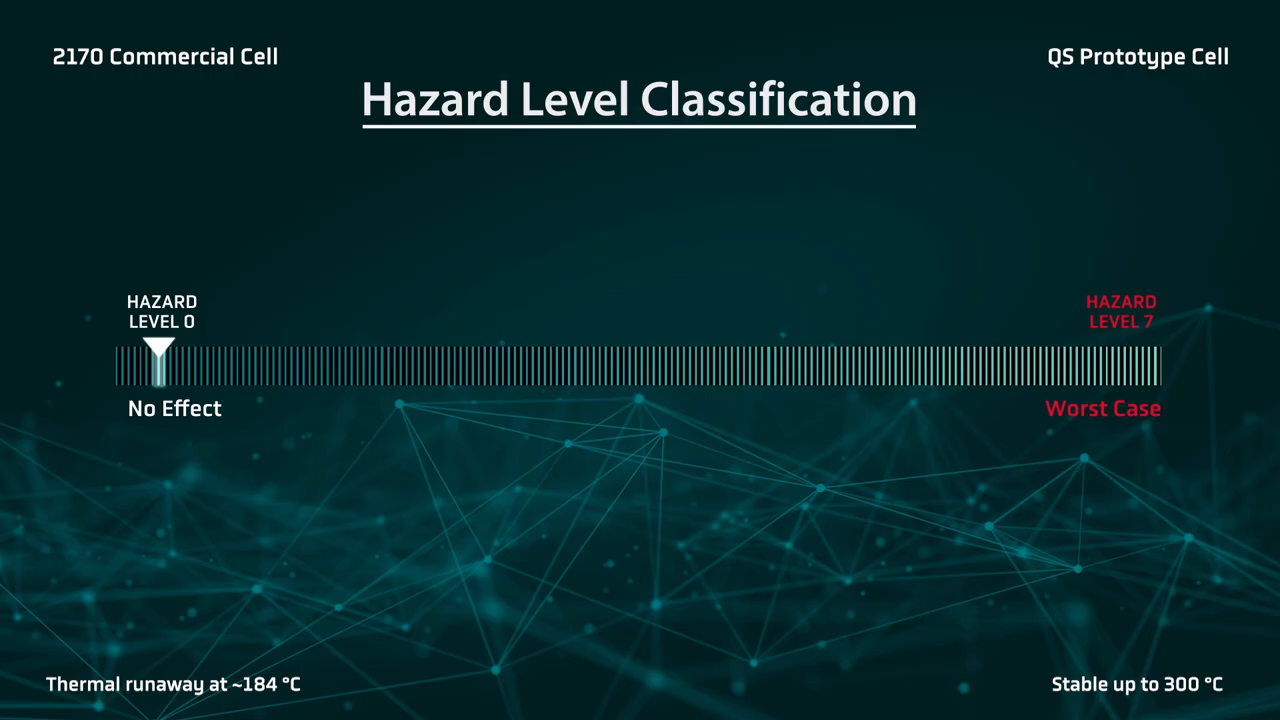 2170 Commercial Cell
QS Prototype Cell
Hazard Level Classification
HAZARD
LEVEL 0
HAZARD
LEVEL 7
No Effect
Worst Case
Thermal runaway at ~184 °C
Stable up to 300 °C